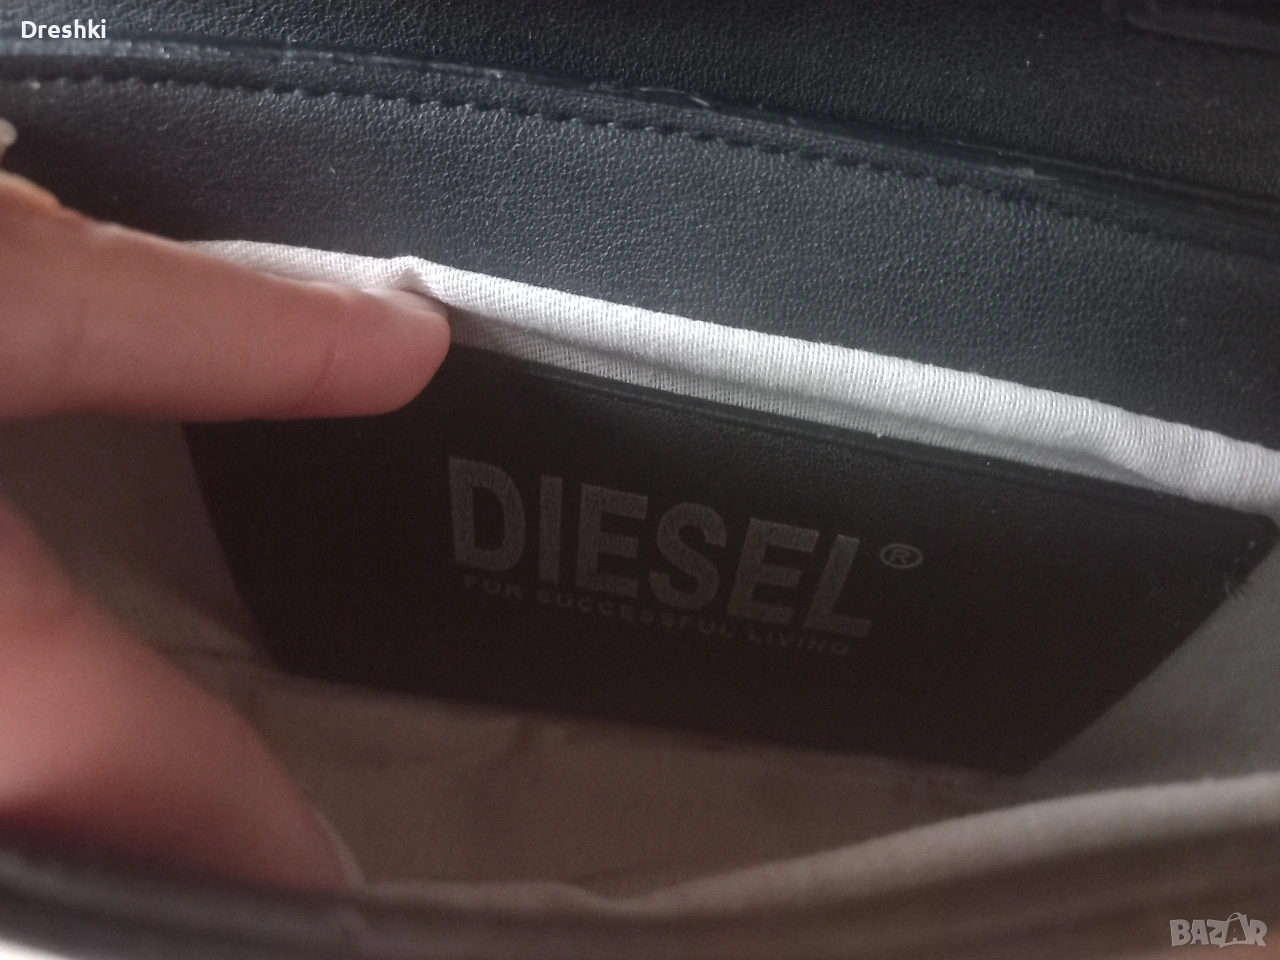 Dreshki
DIESEL®
FOR SUCCESSFUL LIVING
BAZAR